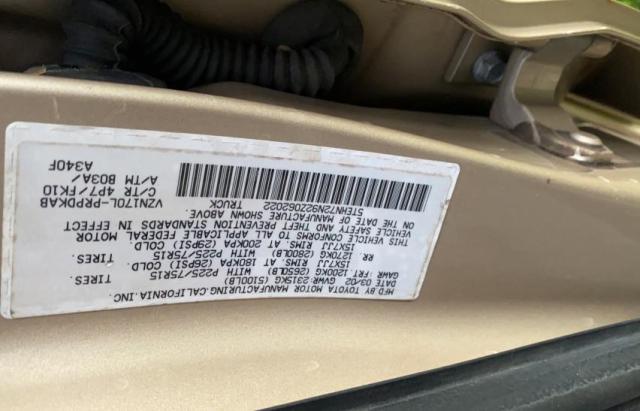 MFD BY TOYOTA MOTOR MANUFACTURING, CALIFORNIA, INC.
DATE 03/02 GVWR:2315KG (5100LB)
GAWR: FRT 1200KG (2650LB) TIRES
WITH P225/75R15
15X7JJ RIMS. AT 180KPA (26PSI) COLD
RR 1270KG (2800LB) TIRES
WITH P225/75R15
15X7JJ RIMS. AT 200KPA (29PSI) COLD
THIS VEHICLE CONFORMS TO ALL APPLICABLE FEDERAL MOTOR
VEHICLE SAFETY AND THEFT PREVENTION STANDARDS IN EFFECT
ON THE DATE OF MANUFACTURE SHOWN ABOVE.
5TEHN72N92Z062022 TRUCK
VZN170L-PRPDKAB
C/TR 4P7/FK10
A/TM B03A/
A340F